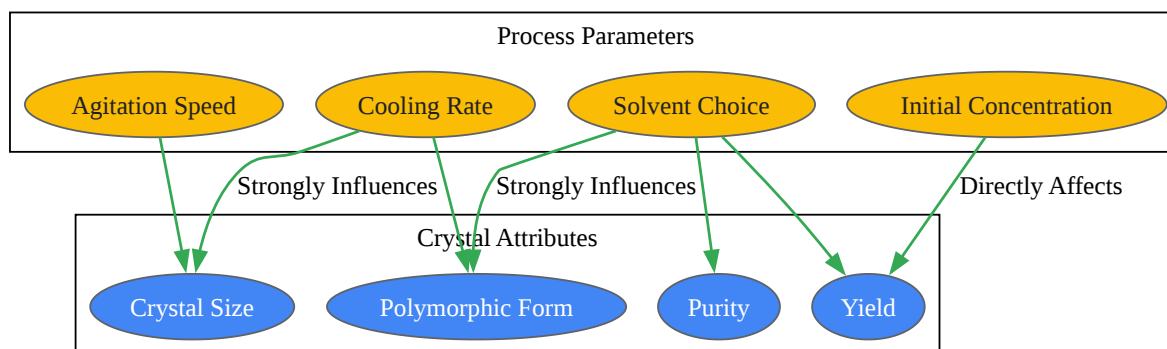 Process Parameters
Agitation Speed
Cooling Rate
Solvent Choice
Initial Concentration
Strongly Influences
Strongly Influences
Directly Affects
Crystal Attributes
Crystal Size
Polymorphic Form
Purity
Yield